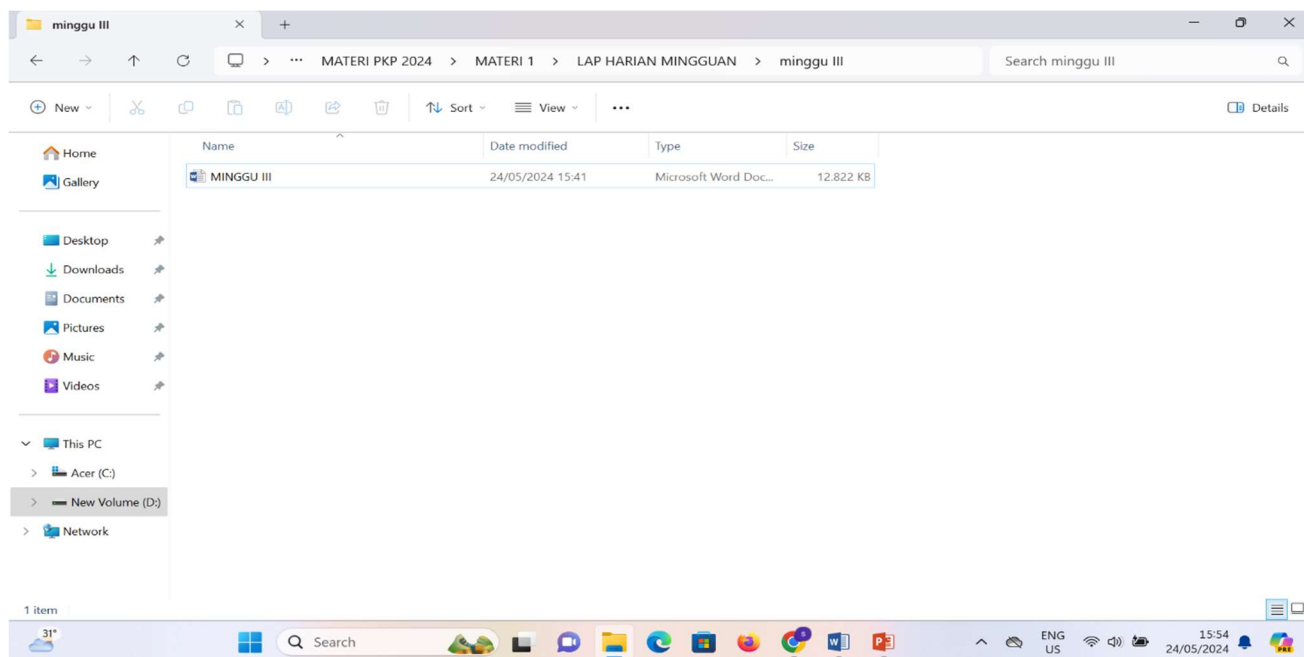 minggu III
MATERI PKP 2024 > MATERI 1 > LAP HARIAN MINGGUAN > minggu III
Search minggu III
New
Sort
View
Details
Name Date modified Type Size
MINGGU III 24/05/2024 15:41 Microsoft Word Doc... 12.822 KB
Home
Gallery
Desktop
Downloads
Documents
Pictures
Music
Videos
This PC
Acer (C:)
New Volume (D:)
Network
1 item
31°
Search
ENG
US
15:54
24/05/2024
PRE